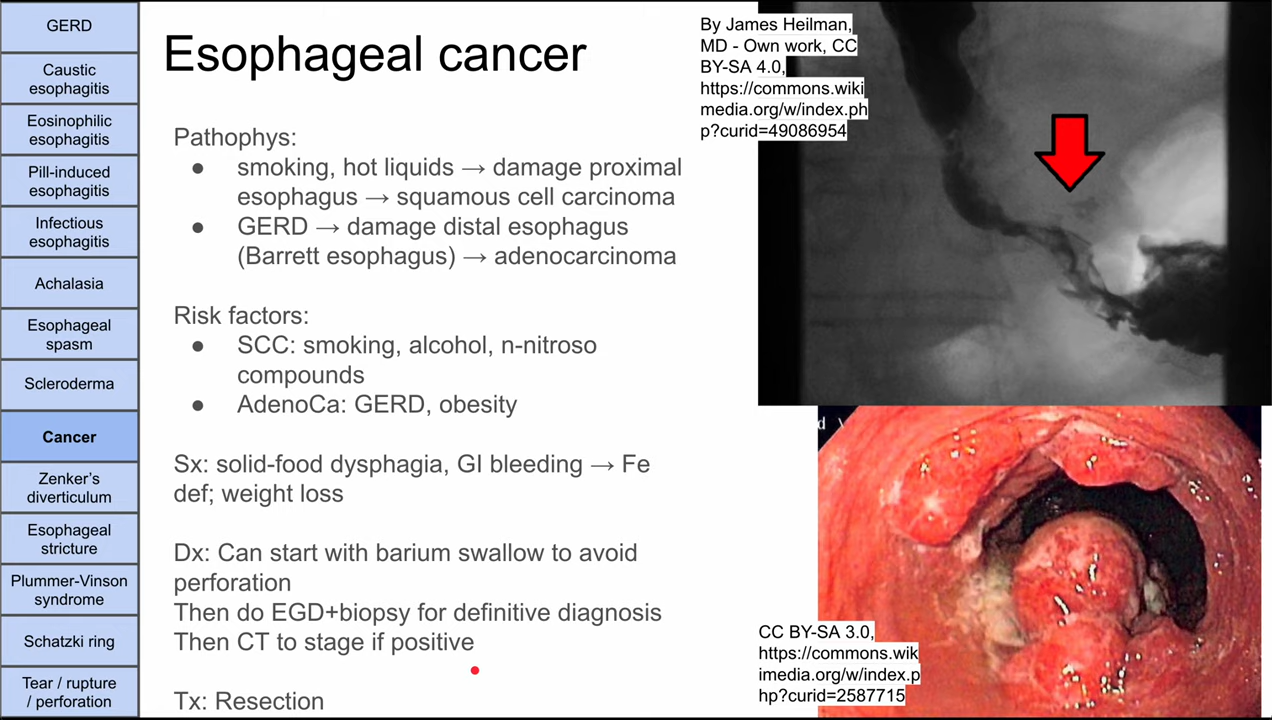 GERD
Caustic
esophagitis
Eosinophilic
esophagitis
Pill-induced
esophagitis
Infectious
esophagitis
Achalasia
Esophageal
spasm
Scleroderma
Cancer
Zenker's
diverticulum
Esophageal
stricture
Plummer-Vinson
syndrome
Schatzki ring
Tear / rupture
/ perforation
Esophageal cancer
Pathophys:
● smoking, hot liquids → damage proximal
esophagus → squamous cell carcinoma
● GERD → damage distal esophagus
(Barrett esophagus) → adenocarcinoma
Risk factors:
● SCC: smoking, alcohol, n-nitroso
compounds
● AdenoCa: GERD, obesity
Sx: solid-food dysphagia, GI bleeding → Fe
def; weight loss
Dx: Can start with barium swallow to avoid
perforation
Then do EGD+biopsy for definitive diagnosis
Then CT to stage if positive
Tx: Resection
By James Heilman,
MD - Own work, CC
BY-SA 4.0,
https://commons.wiki
media.org/w/index.ph
p?curid=49086954
CC BY-SA 3.0,
https://commons.wik
imedia.org/w/index.p
hp?curid=2587715